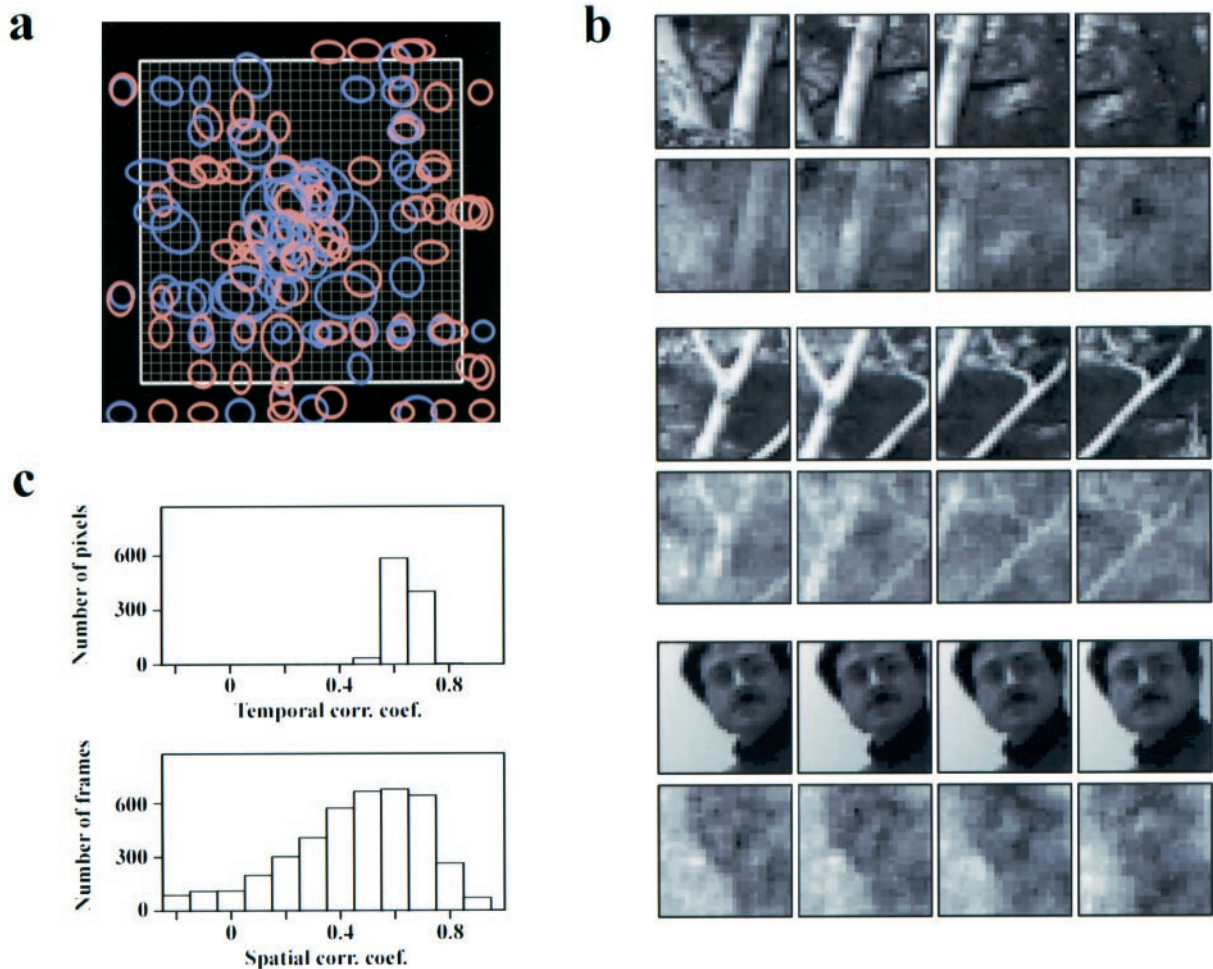 a
b
c
Number of pixels
600
300
0
0
0.4
0.8
Temporal corr. coef.
Number of frames
600
300
0
0
0.4
0.8
Spatial corr. coef.